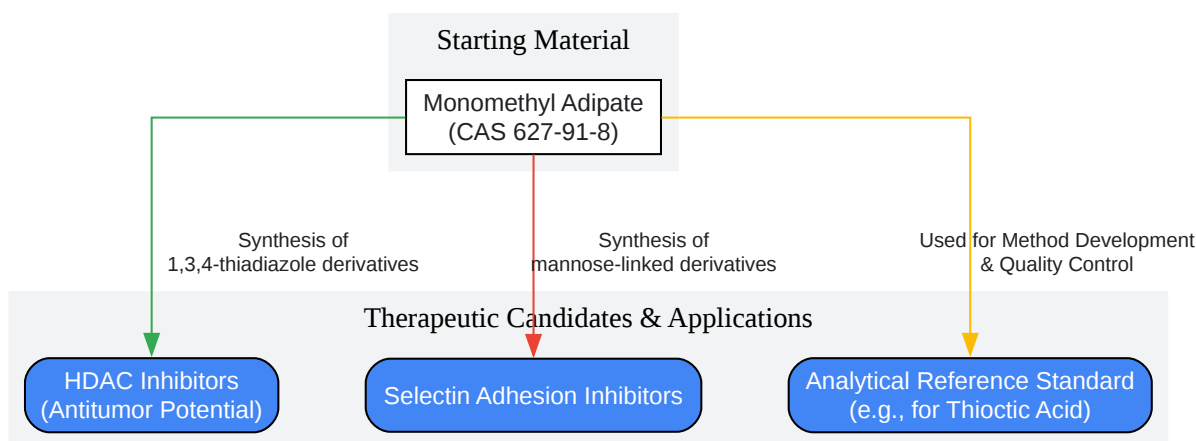 Starting Material
Monomethyl Adipate
(CAS 627-91-8)
Synthesis of
1,3,4-thiadiazole derivatives
Synthesis of
mannose-linked derivatives
Used for Method Development
& Quality Control
Therapeutic Candidates & Applications
HDAC Inhibitors
(Antitumor Potential)
Selectin Adhesion Inhibitors
Analytical Reference Standard
(e.g., for Thioctic Acid)